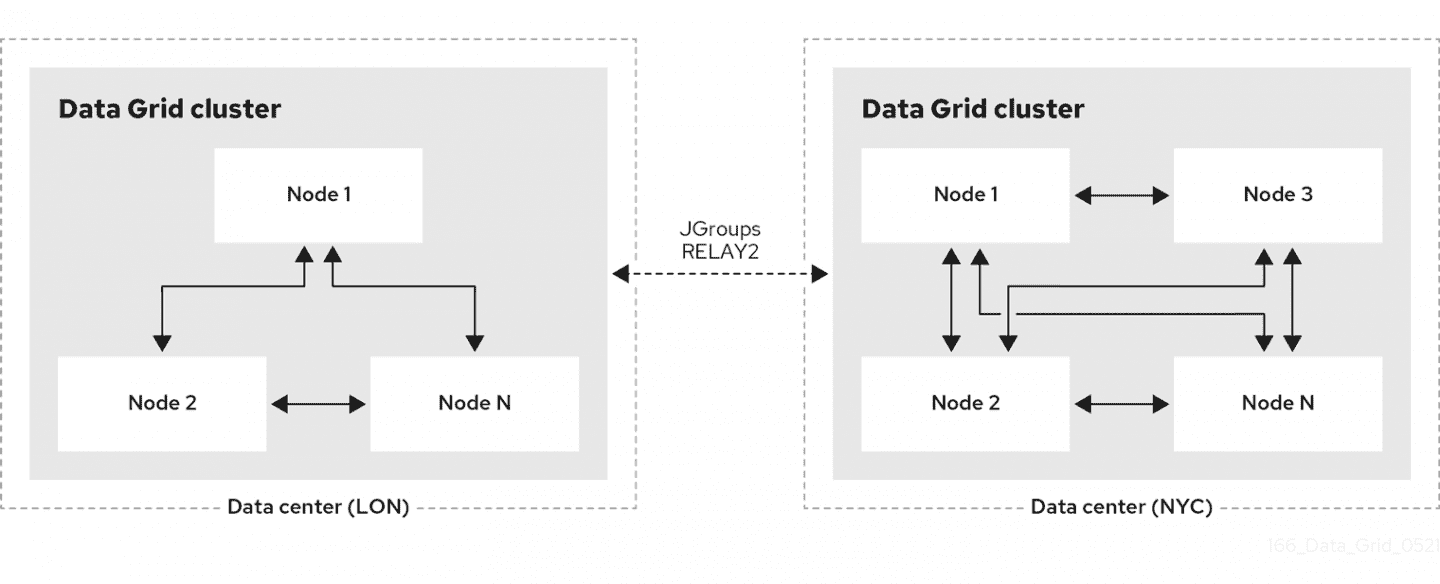 Data Grid cluster
Node 1
Node 2
Node N
Data center (LON)
JGroups
RELAY2
Data Grid cluster
Node 1
Node 3
Node 2
Node N
Data center (NYC)
166_Data_Grid_0521